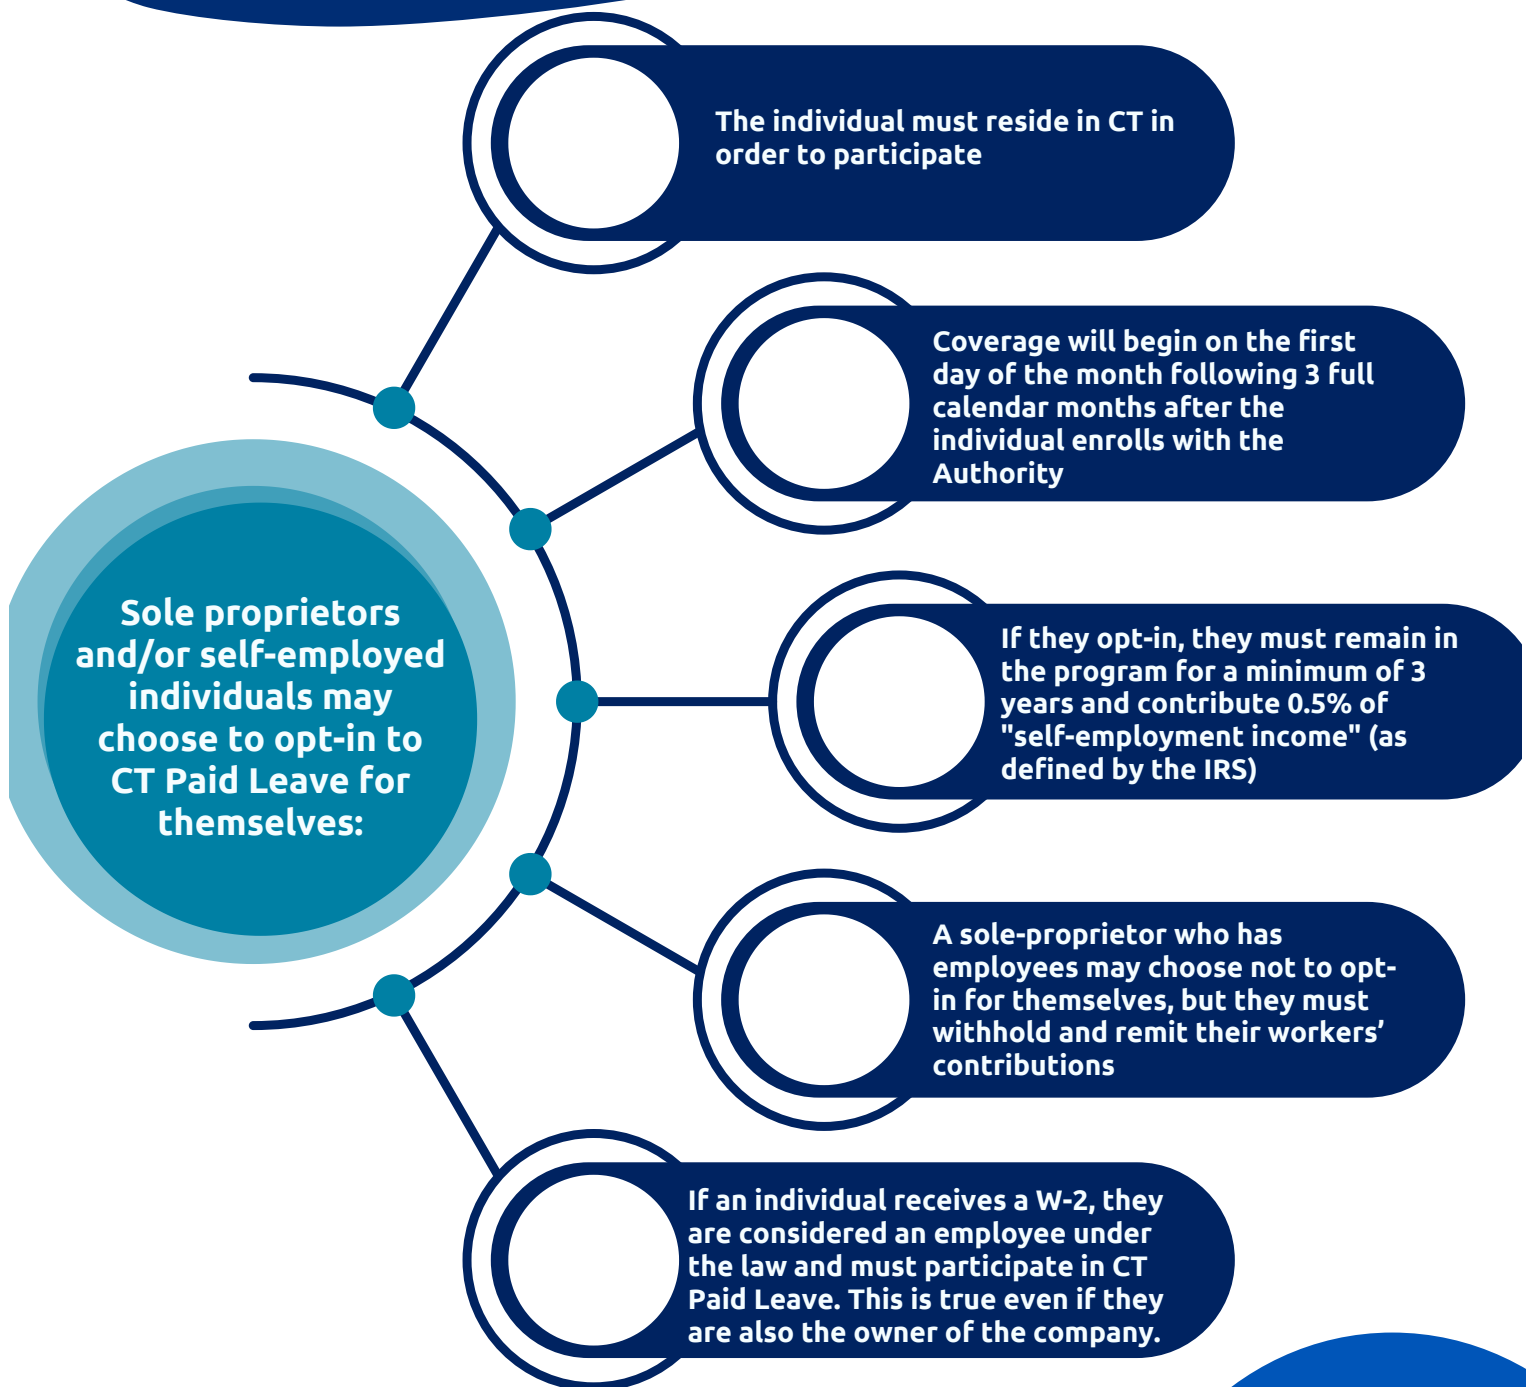 The individual must reside in CT in
order to participate
Coverage will begin on the first
day of the month following 3 full
calendar months after the
individual enrolls with the
Authority
Sole proprietors
and/or self-employed
individuals may
choose to opt-in to
CT Paid Leave for
themselves:
If they opt-in, they must remain in
the program for a minimum of 3
years and contribute 0.5% of
"self-employment income" (as
defined by the IRS)
A sole-proprietor who has
employees may choose not to opt-
in for themselves, but they must
withhold and remit their workers’
contributions
If an individual receives a W-2, they
are considered an employee under
the law and must participate in CT
Paid Leave. This is true even if they
are also the owner of the company.